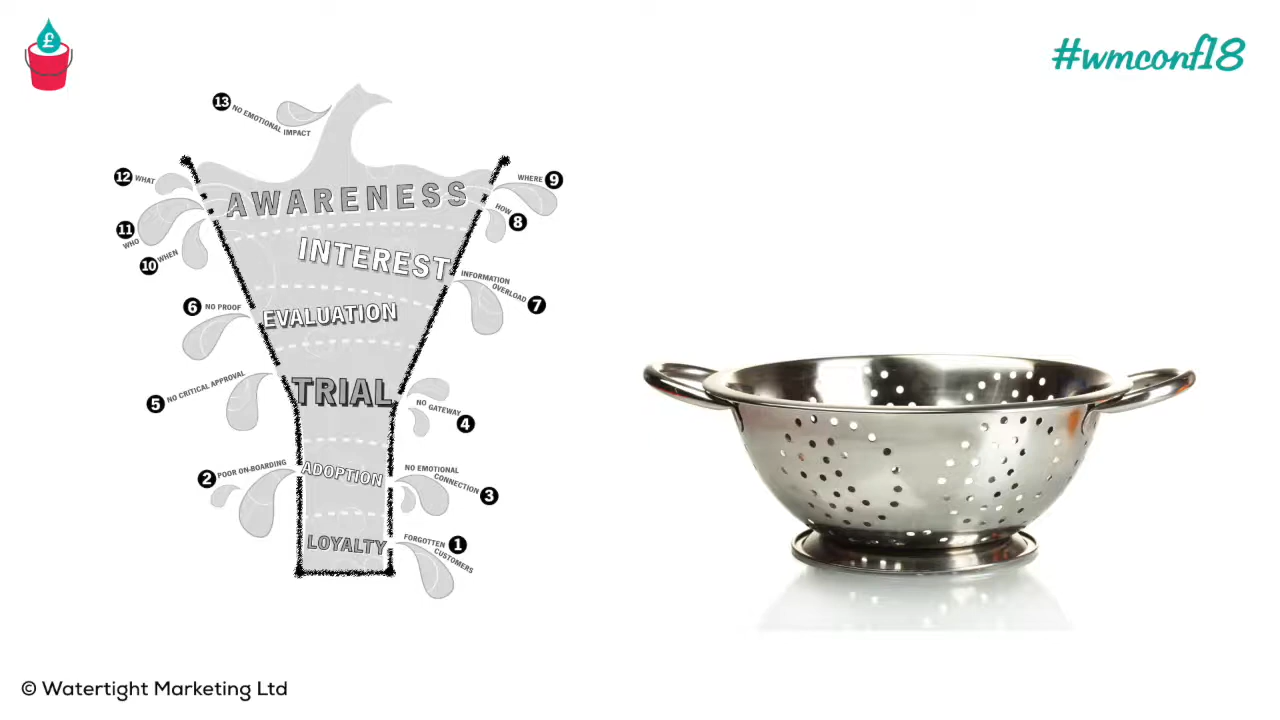 £
#wmconf18
13 NO EMOTIONAL IMPACT
12 WHAT
WHERE 9
AWARENESS
HOW 8
11 WHO
10 WHEN
INTEREST
INFORMATION
OVERLOAD 7
6 NO PROOF
EVALUATION
5 NO CRITICAL APPROVAL
TRIAL
NO GATEWAY 4
2 POOR ON-BOARDING
ADOPTION
NO EMOTIONAL
CONNECTION 3
LOYALTY
FORGOTTEN 1
CUSTOMERS
© Watertight Marketing Ltd